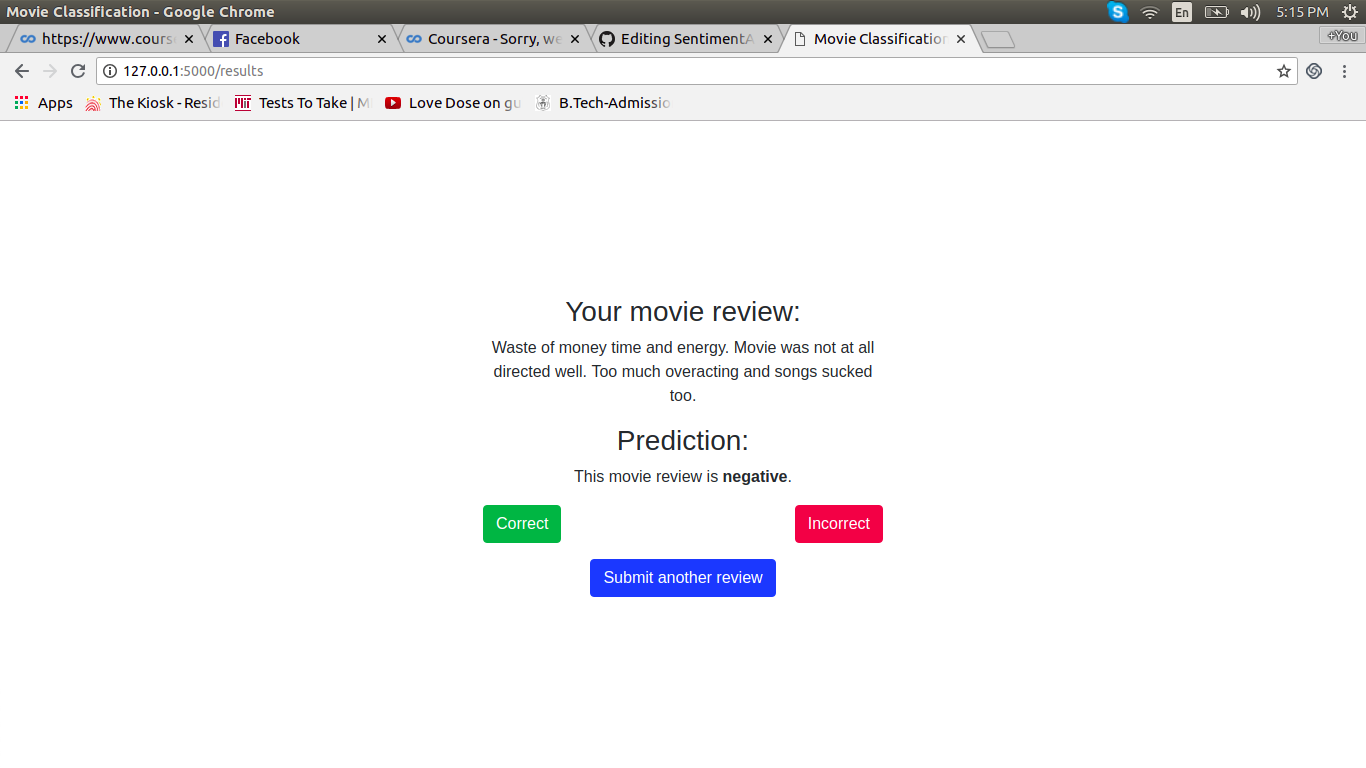 Movie Classification - Google Chrome
En
5:15 PM
https://www.cours
Facebook
Coursera - Sorry, we
Editing SentimentA
Movie Classification
+You
127.0.0.1:5000/results
Apps
The Kiosk - Resid
Tests To Take | M
Love Dose on gu
B.Tech-Admissio
Your movie review:
Waste of money time and energy. Movie was not at all
directed well. Too much overacting and songs sucked
too.
Prediction:
This movie review is negative.
Correct
Incorrect
Submit another review